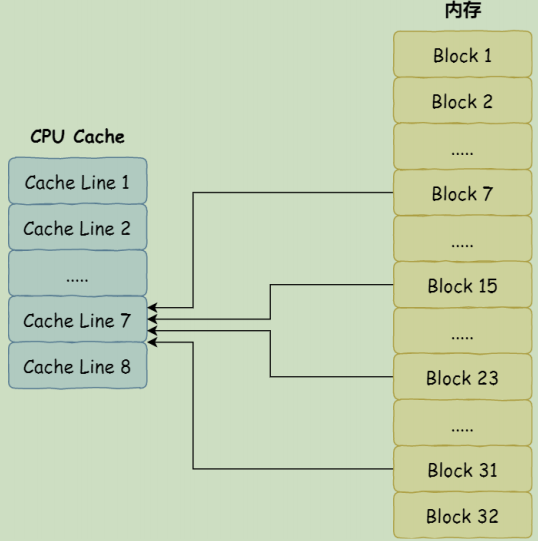 内存
Block 1
Block 2
.....
Block 7
.....
Block 15
.....
Block 23
.....
Block 31
Block 32
CPU Cache
Cache Line 1
Cache Line 2
.....
Cache Line 7
Cache Line 8